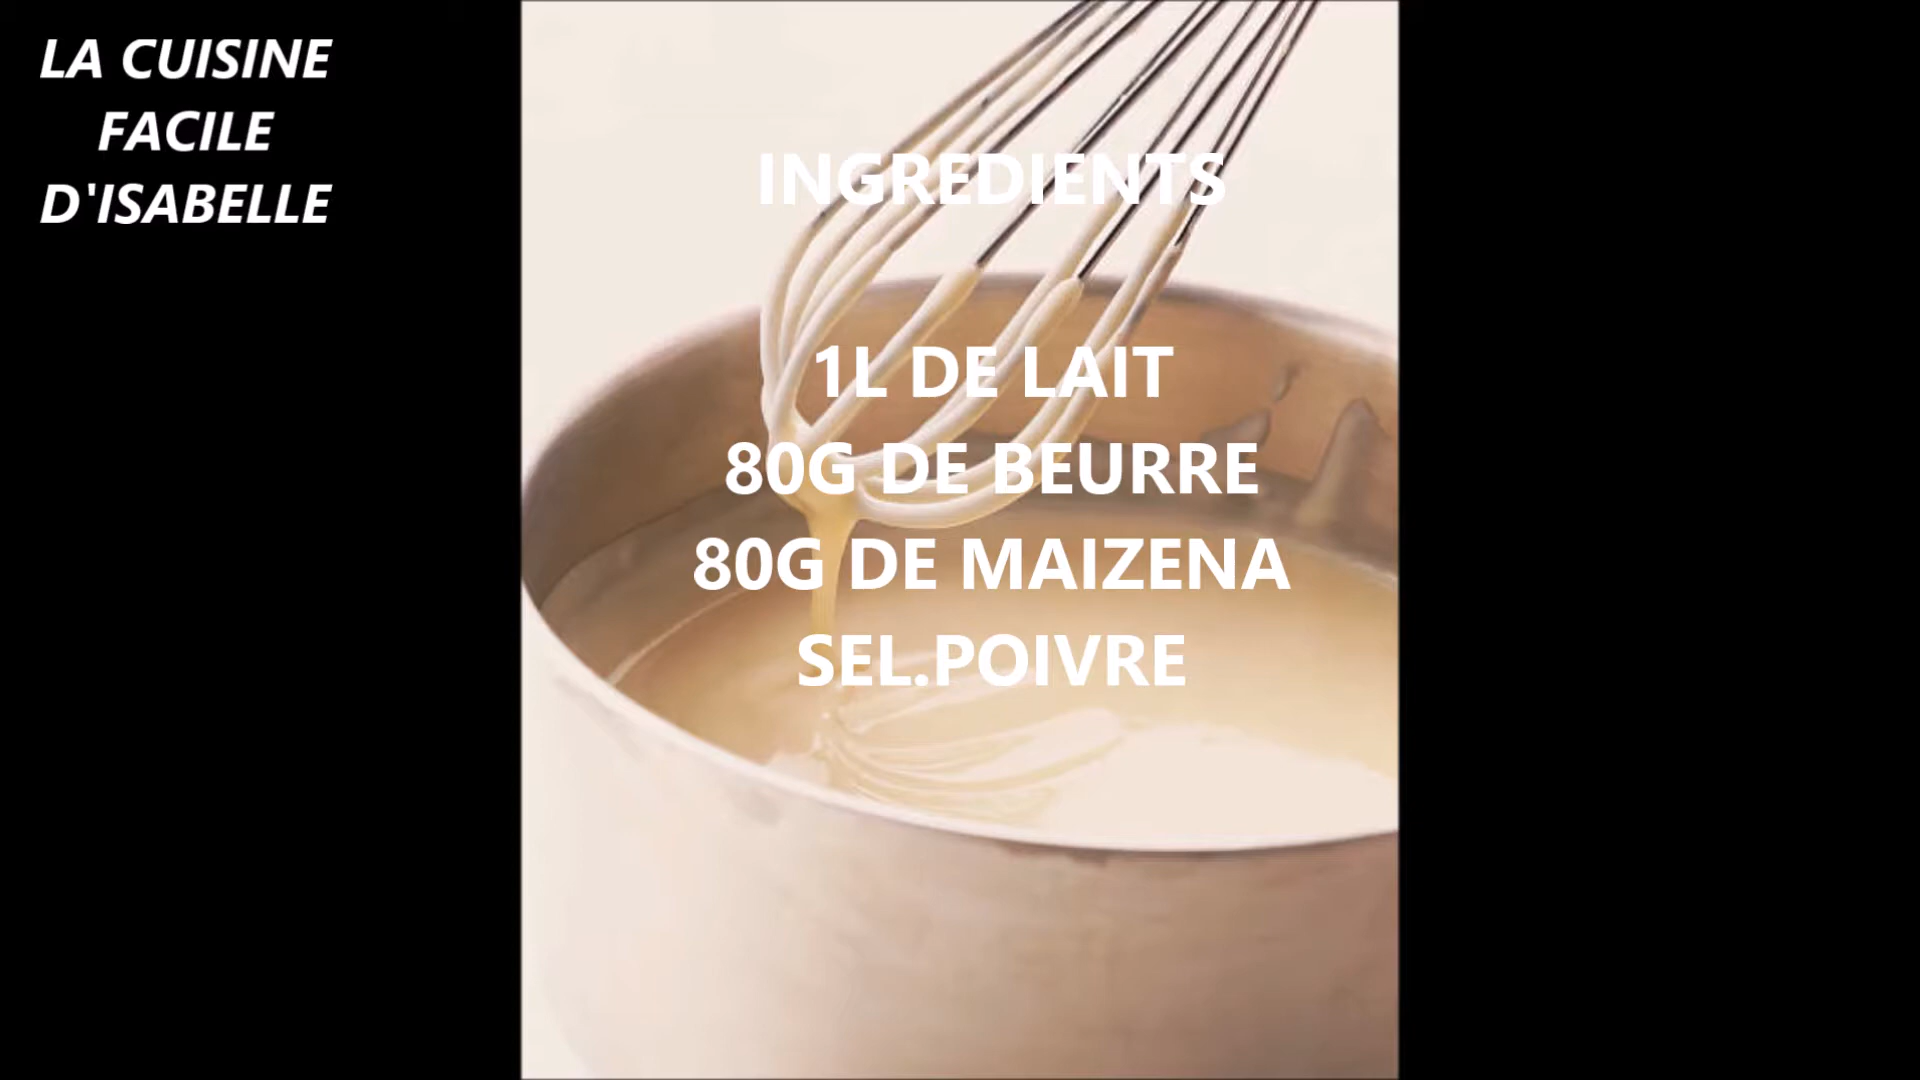 LA CUISINE
FACILE
D'ISABELLE
INGREDIENTS
1L DE LAIT
80G DE BEURRE
80G DE MAIZENA
SEL.POIVRE